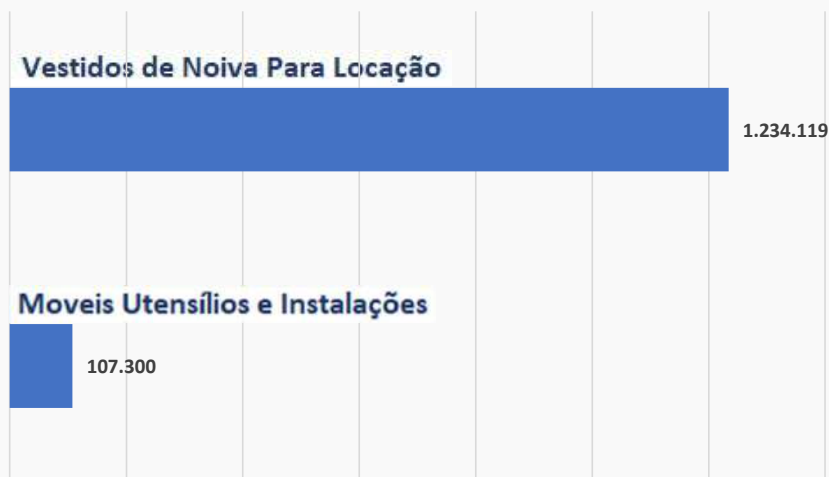 Vestidos de Noiva Para Locação
1.234.119
Moveis Utensílios e Instalações
107.300